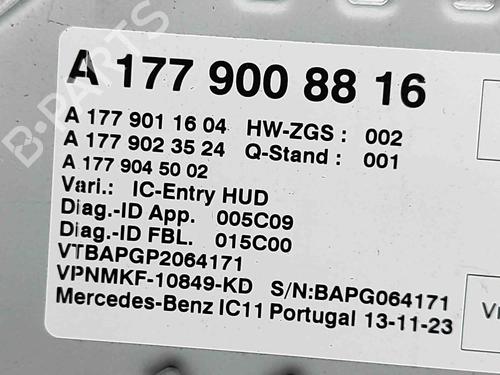 A 177 900 88 16
A 177 901 16 04 HW-ZGS : 002
A 177 902 35 24 Q-Stand : 001
A 177 904 50 02
Vari.: IC-Entry HUD
Diag.-ID App. 005C09
Diag.-ID FBL. 015C00
VTBAPGP2064171
VPNMKF-10849-KD S/N:BAPG064171
Mercedes-Benz IC11 Portugal 13-11-23
B-PARTS